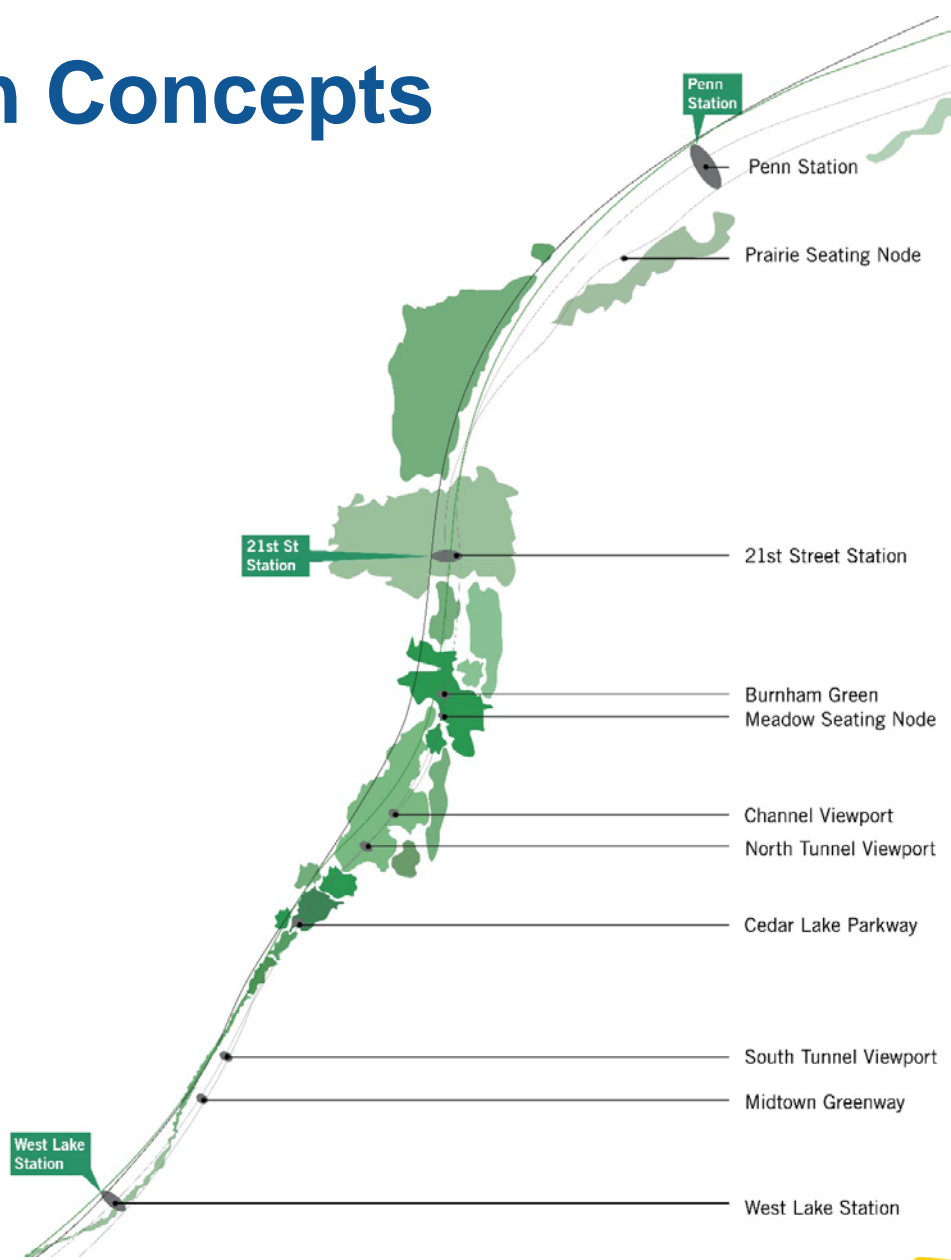 n Concepts
Penn
Station
Penn Station
Prairie Seating Node
21st St
Station
21st Street Station
Burnham Green
Meadow Seating Node
Channel Viewport
North Tunnel Viewport
Cedar Lake Parkway
South Tunnel Viewport
Midtown Greenway
West Lake
Station
West Lake Station